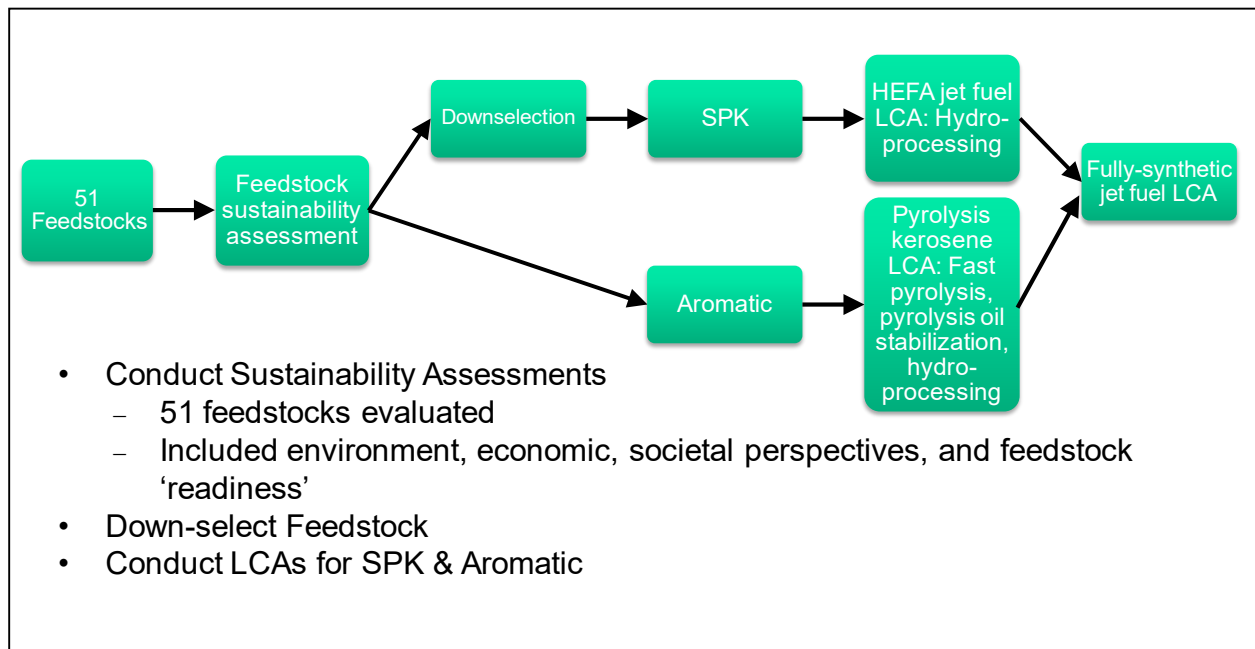 51
Feedstocks
Feedstock
sustainability
assessment
Downselection
SPK
HEFA jet fuel
LCA: Hydro-
processing
Aromatic
Pyrolysis
kerosene
LCA: Fast
pyrolysis,
pyrolysis oil
stabilization,
hydro-
processing
Fully-synthetic
jet fuel LCA
• Conduct Sustainability Assessments
– 51 feedstocks evaluated
– Included environment, economic, societal perspectives, and feedstock
‘readiness’
• Down-select Feedstock
• Conduct LCAs for SPK & Aromatic